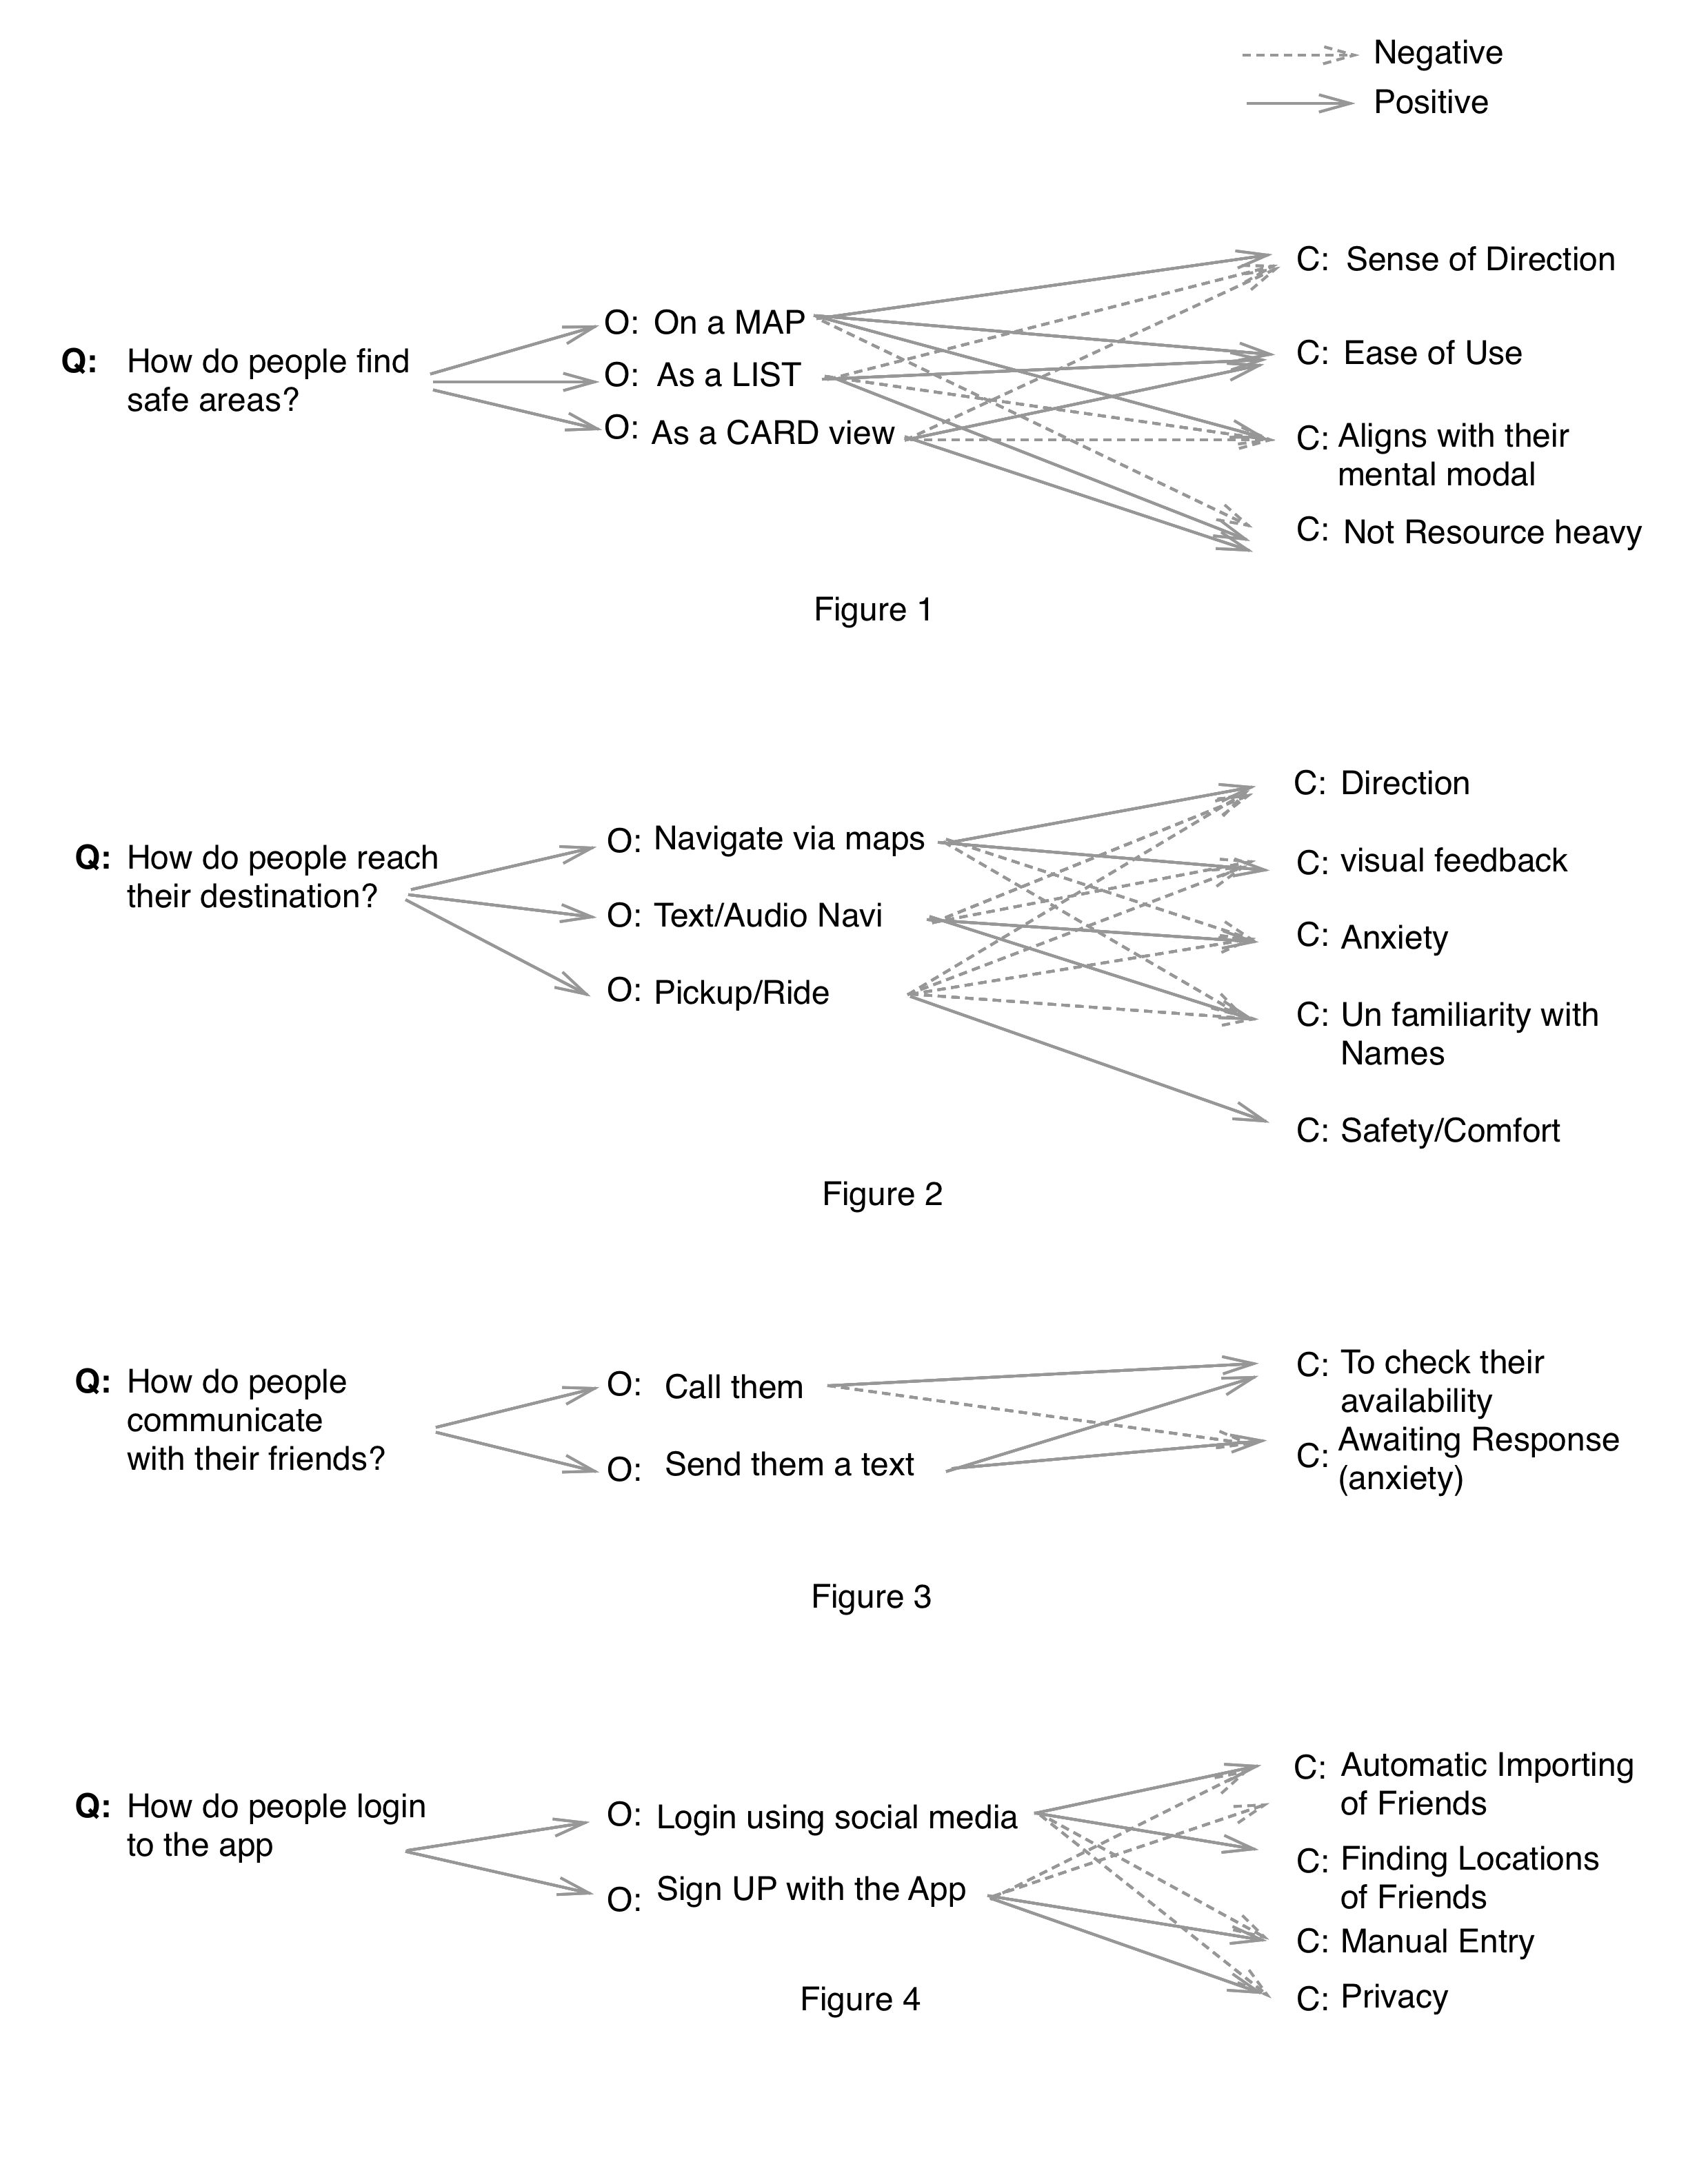 Negative
Positive
Q: How do people find
safe areas?
O: On a MAP
O: As a LIST
O: As a CARD view
C: Sense of Direction
C: Ease of Use
C: Aligns with their
mental modal
C: Not Resource heavy
Figure 1
Q: How do people reach
their destination?
O: Navigate via maps
O: Text/Audio Navi
O: Pickup/Ride
C: Direction
C: visual feedback
C: Anxiety
C: Un familiarity with
Names
C: Safety/Comfort
Figure 2
Q: How do people
communicate
with their friends?
O: Call them
O: Send them a text
C: To check their
availability
C: Awaiting Response
(anxiety)
Figure 3
Q: How do people login
to the app
O: Login using social media
O: Sign UP with the App
C: Automatic Importing
of Friends
C: Finding Locations
of Friends
C: Manual Entry
C: Privacy
Figure 4